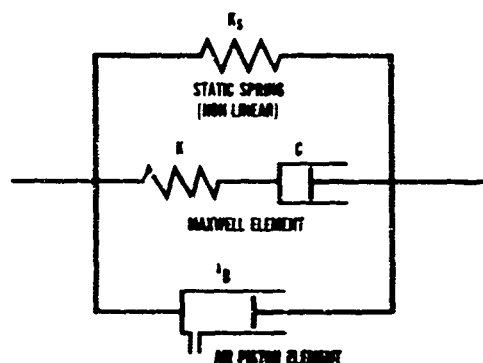 Ks
STATIC SPRING
(NON LINEAR)
K
C
MAXWELL ELEMENT
B
AIR PISTON ELEMENT